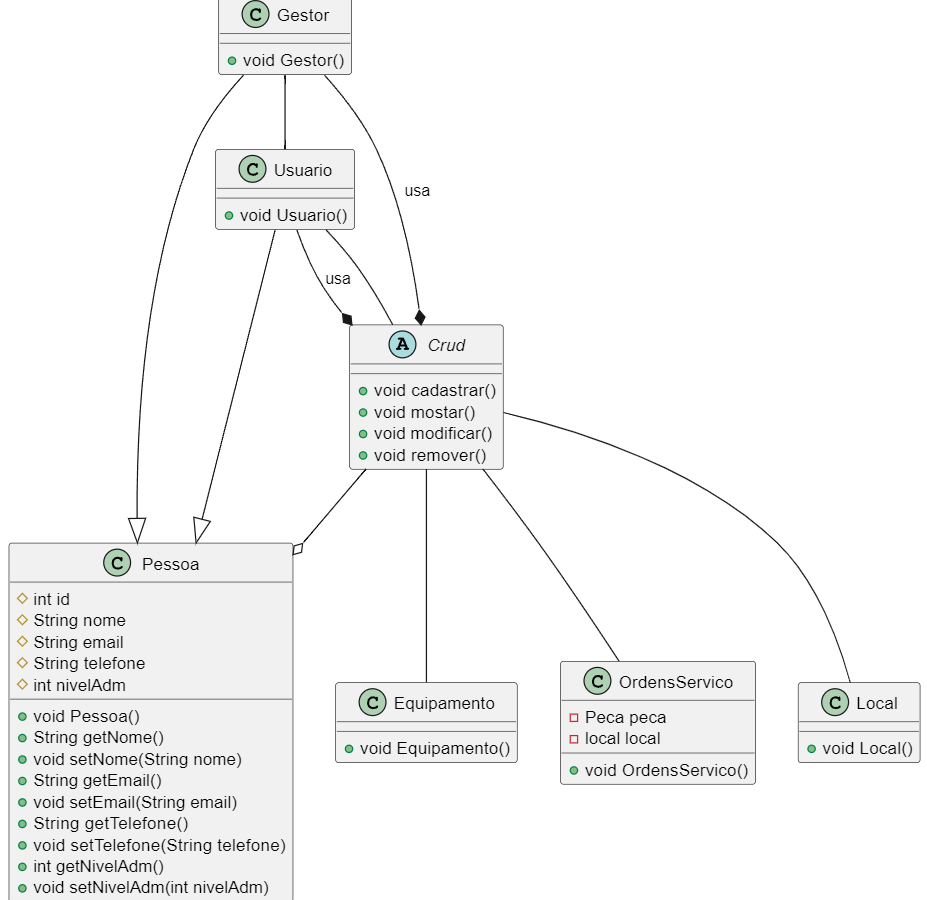 C Gestor
void Gestor()
C Usuario
void Usuario()
usa
usa
A Crud
void cadastrar()
void mostar()
void modificar()
void remover()
C Pessoa
int id
String nome
String email
String telefone
int nivelAdm
void Pessoa()
String getNome()
void setNome(String nome)
String getEmail()
void setEmail(String email)
String getTelefone()
void setTelefone(String telefone)
int getNivelAdm()
void setNivelAdm(int nivelAdm)
C Equipamento
void Equipamento()
C OrdensServico
Peca peca
local local
void OrdensServico()
C Local
void Local()